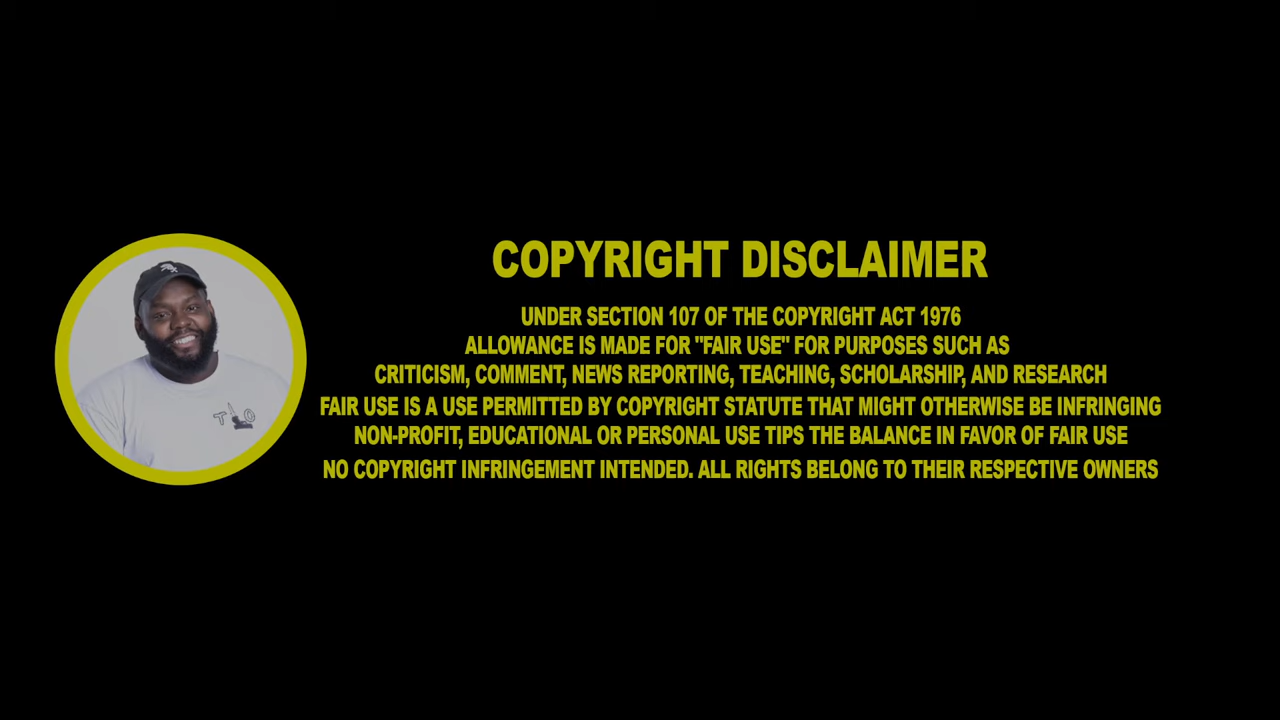 COPYRIGHT DISCLAIMER
UNDER SECTION 107 OF THE COPYRIGHT ACT 1976
ALLOWANCE IS MADE FOR "FAIR USE" FOR PURPOSES SUCH AS
CRITICISM, COMMENT, NEWS REPORTING, TEACHING, SCHOLARSHIP, AND RESEARCH
FAIR USE IS A USE PERMITTED BY COPYRIGHT STATUTE THAT MIGHT OTHERWISE BE INFRINGING
NON-PROFIT, EDUCATIONAL OR PERSONAL USE TIPS THE BALANCE IN FAVOR OF FAIR USE
NO COPYRIGHT INFRINGEMENT INTENDED. ALL RIGHTS BELONG TO THEIR RESPECTIVE OWNERS